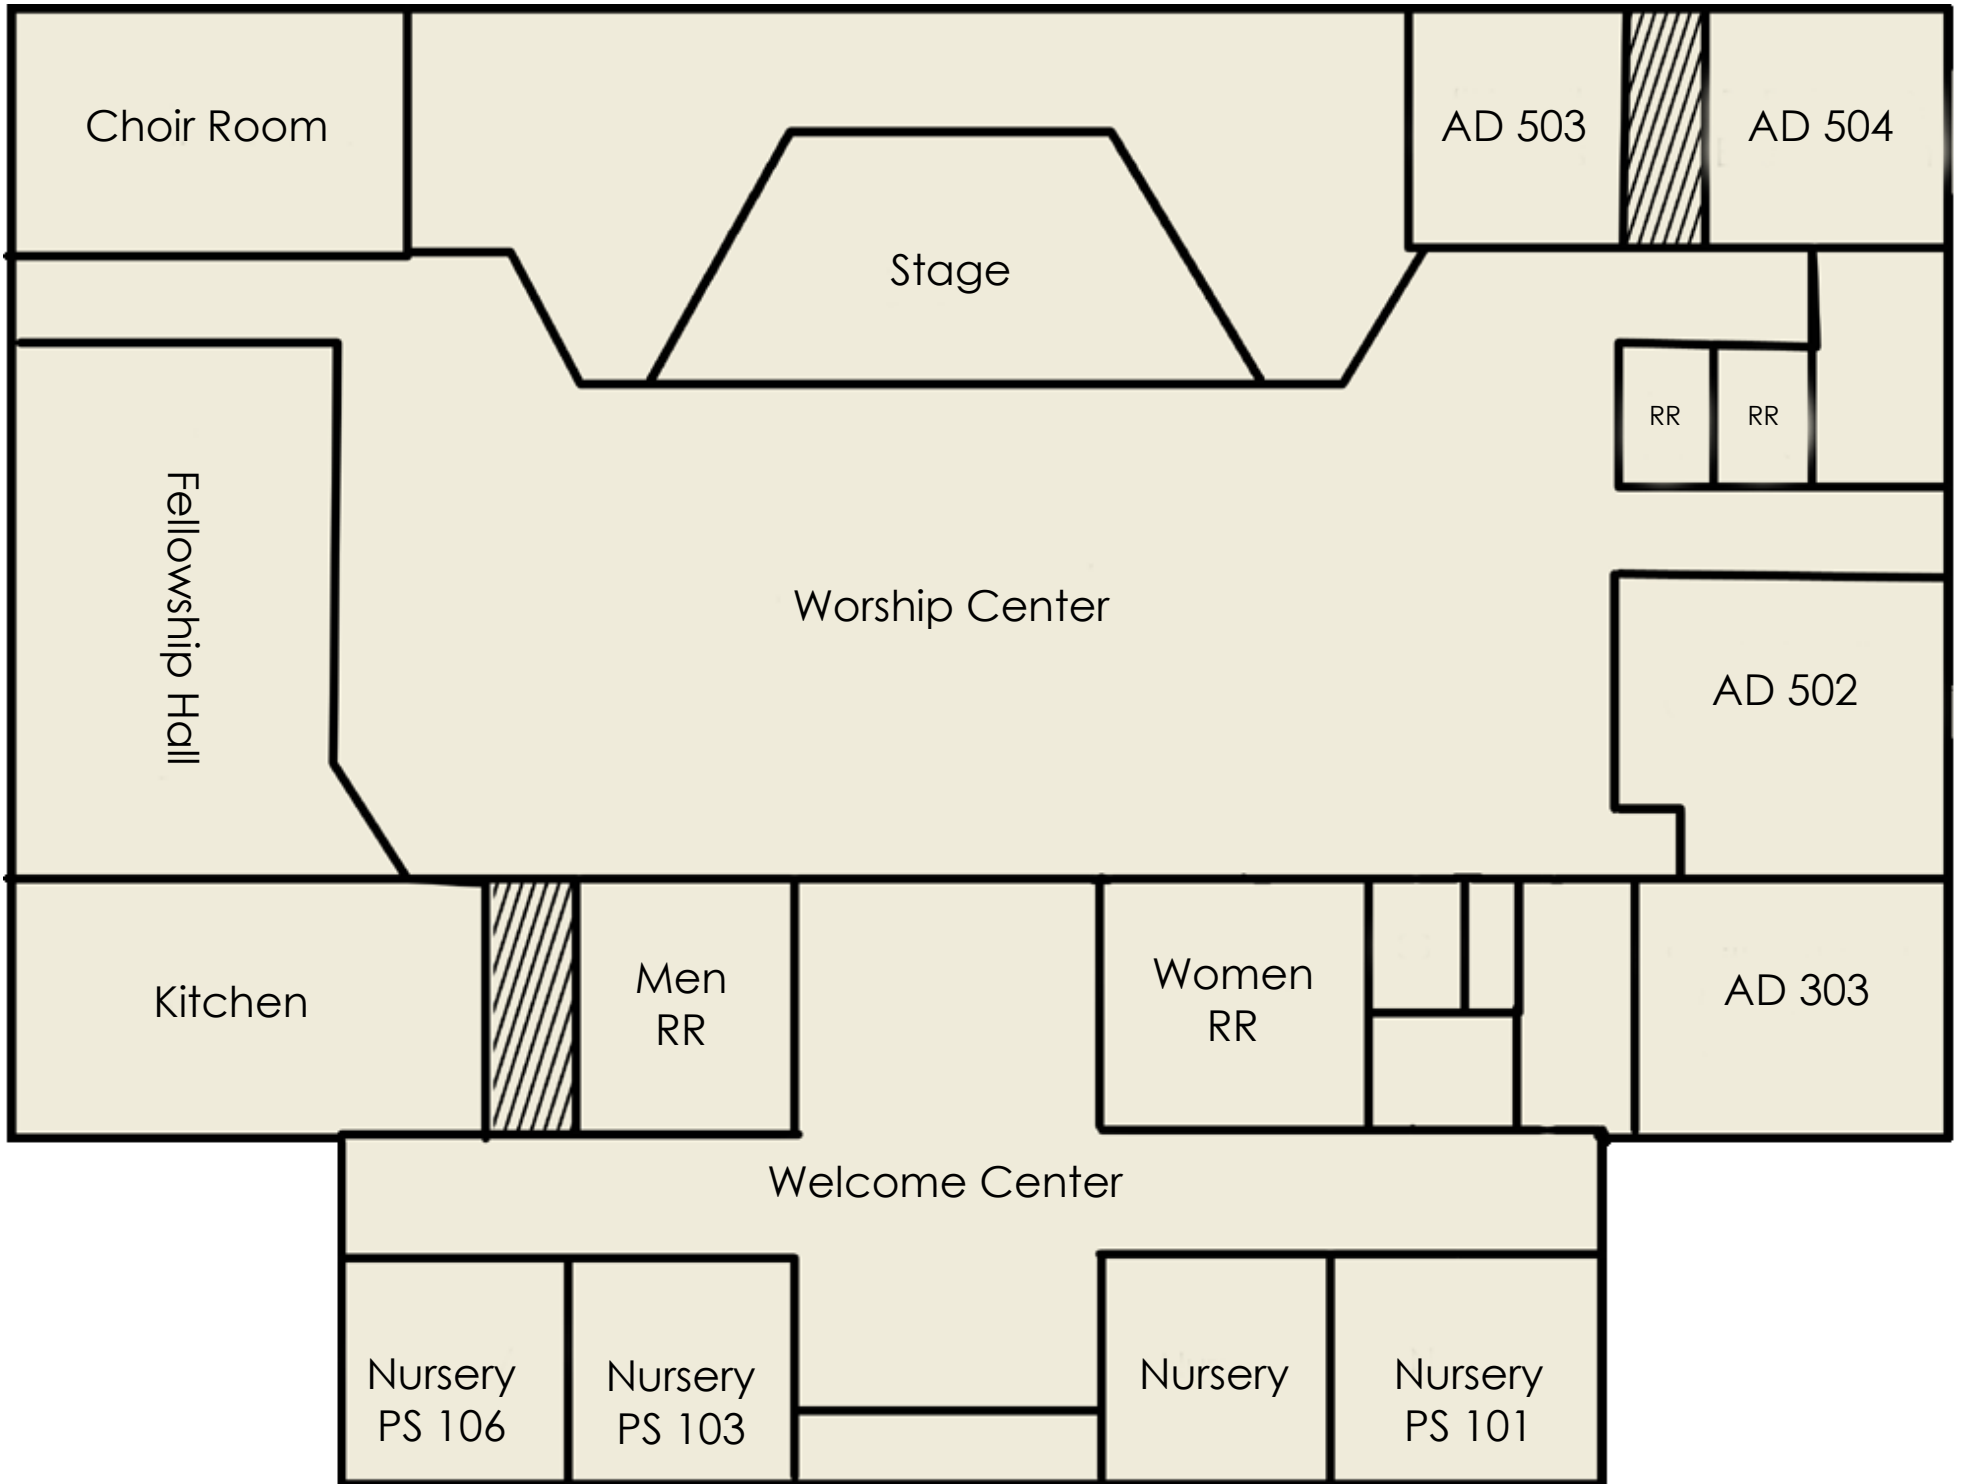 Choir Room
AD 503
AD 504
Stage
RR
RR
Fellowship Hall
Worship Center
AD 502
Kitchen
Men
RR
Women
RR
AD 303
Welcome Center
Nursery
PS 106
Nursery
PS 103
Nursery
Nursery
PS 101